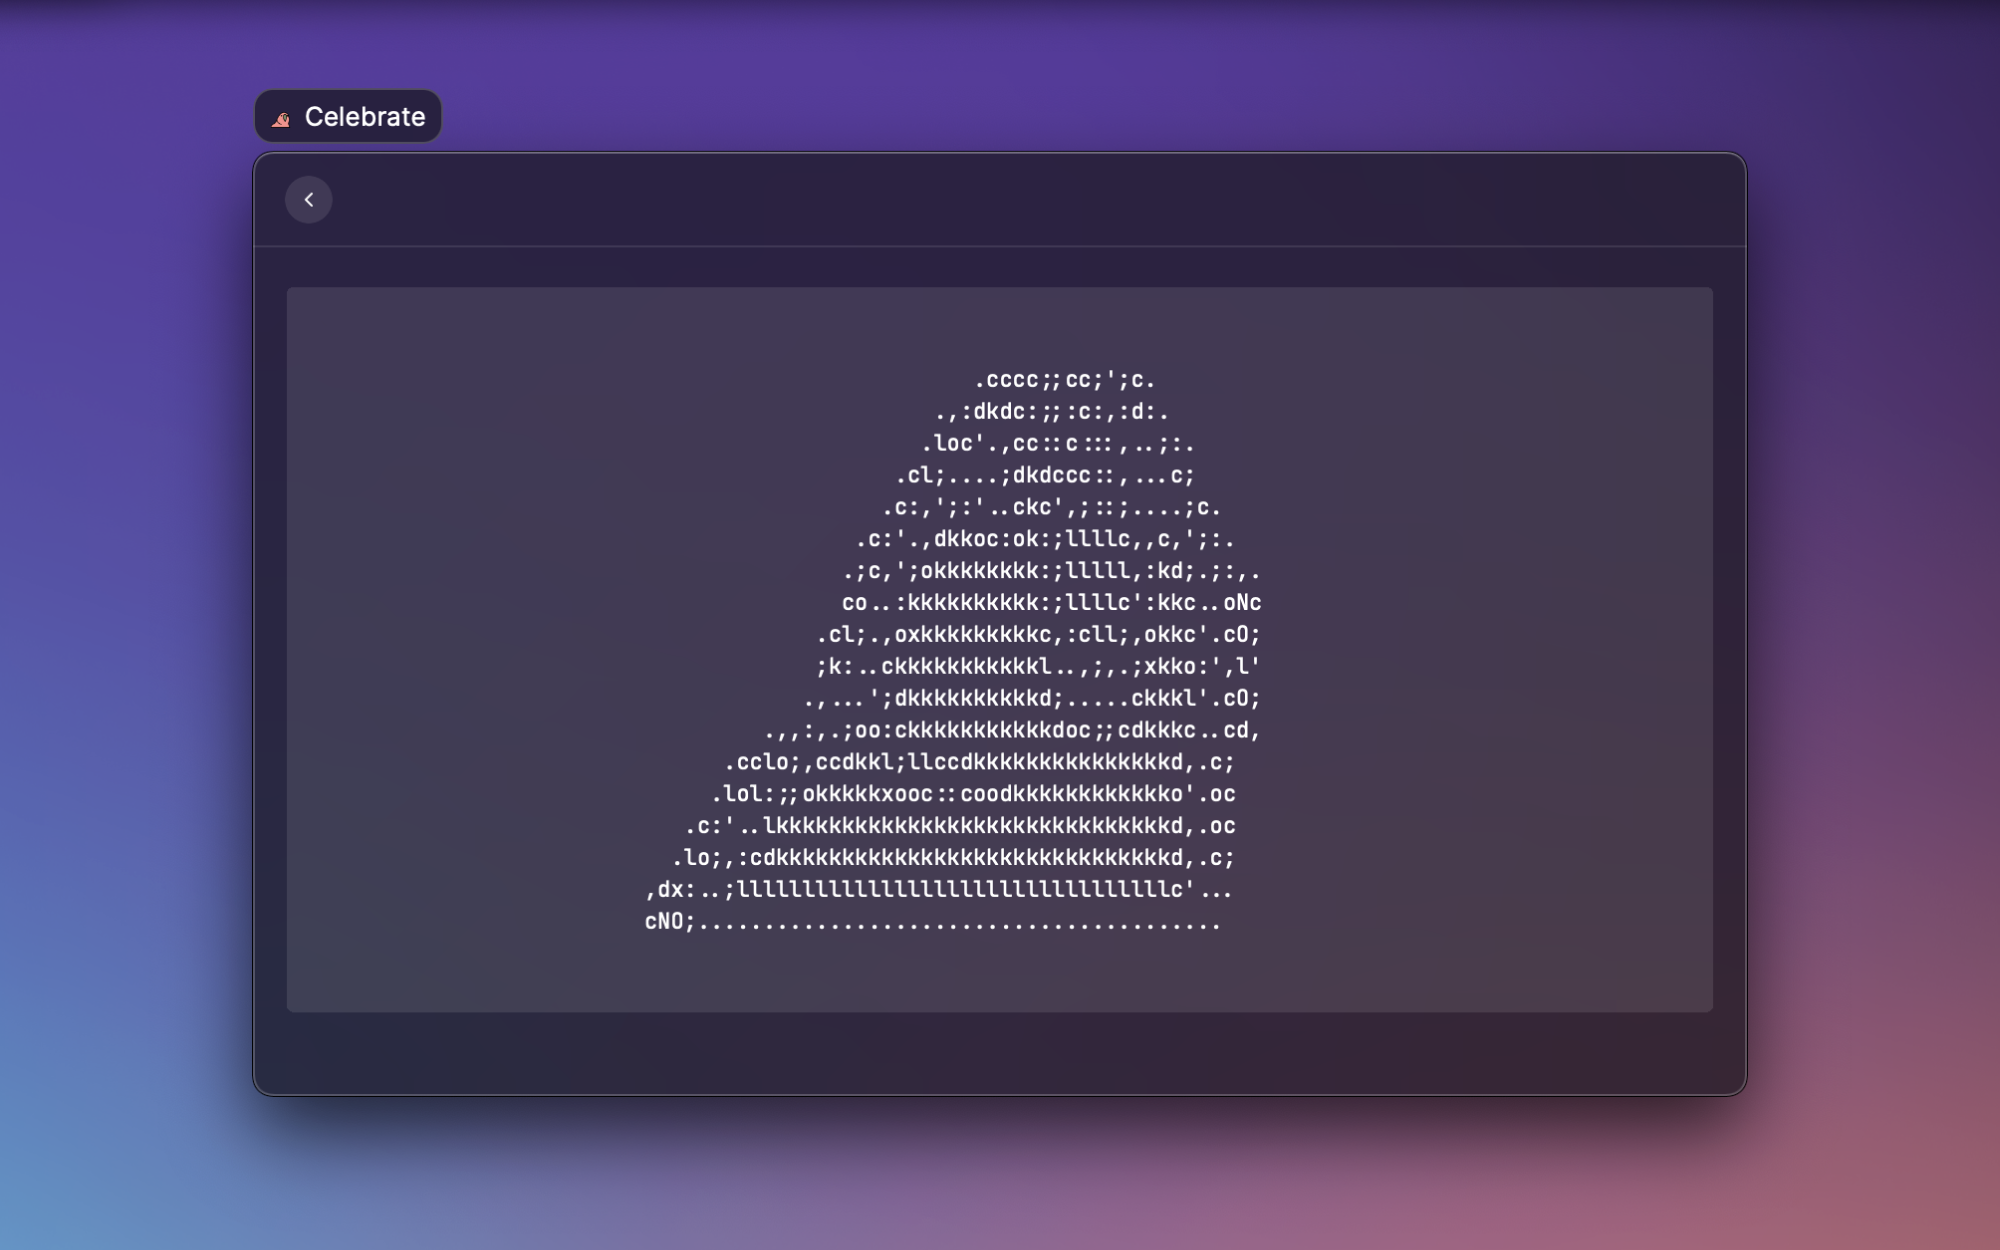 Celebrate
.cccc;;cc;';c.
.,:dkdc:;;:c:,:d:.
.loc'.,cc::c:::,..;:.
.cl;....;dkdccc::,...c;
.c:,';:'..ckc',;::;....;c.
.c:'.,dkkoc:ok:;llllc,,c,';:.
.;c,';okkkkkkkk:;lllll,:kd;.;:,.
co..:kkkkkkkkkk:;llllc':kkc..oNc
.cl;.,oxkkkkkkkkkc,:cll;,okkc'.cO;
;k:..ckkkkkkkkkkkl..,;,.;xkko:',l'
.,...';dkkkkkkkkkkd;.....ckkkl'.cO;
.,,:,.;oo:ckkkkkkkkkkkdoc;;cdkkkc..cd,
.cclo;,ccdkkl;llccdkkkkkkkkkkkkkkkd,.c;
.lol:;;okkkkkxooc::coodkkkkkkkkkkkko'.oc
.c:'..lkkkkkkkkkkkkkkkkkkkkkkkkkkkkkkd,.oc
.lo;,:cdkkkkkkkkkkkkkkkkkkkkkkkkkkkkkkd,.c;
,dx:..;lllllllllllllllllllllllllllllllllc'...
cNO;........................................